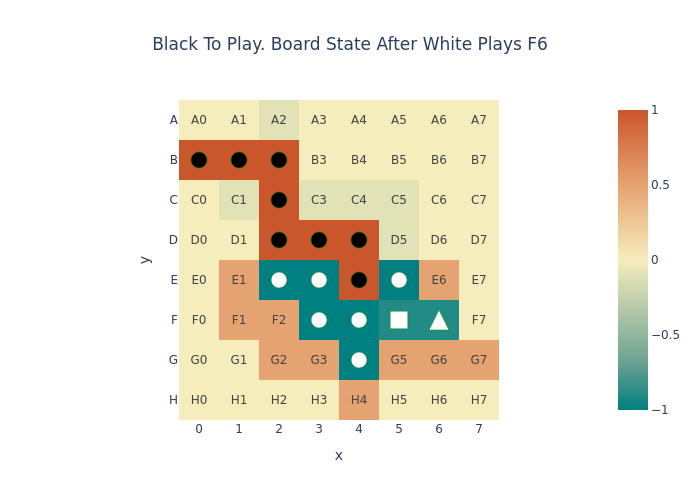 Black To Play. Board State After White Plays F6
A A0 A1 A2 A3 A4 A5 A6 A7
B B3 B4 B5 B6 B7
C C0 C1 C3 C4 C5 C6 C7
D D0 D1 D5 D6 D7
E E0 E1 E6 E7
F F0 F1 F2 F7
G G0 G1 G2 G3 G5 G6 G7
H H0 H1 H2 H3 H4 H5 H6 H7
0 1 2 3 4 5 6 7
x
y
1
0.5
0
−0.5
−1